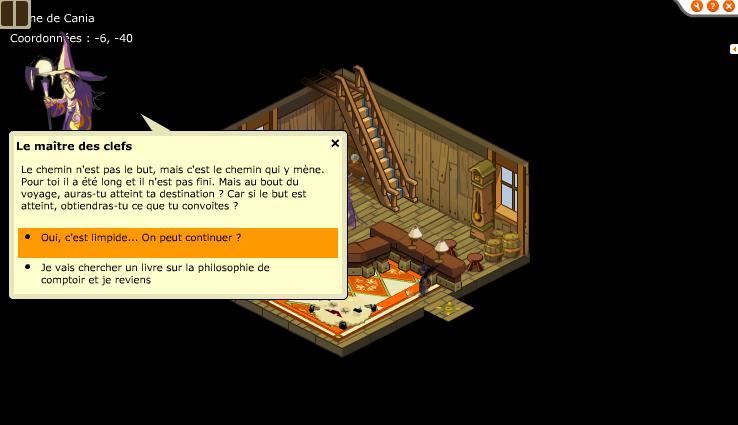 ne de Cania
Coordonnées : -6, -40
Le maître des clefs
Le chemin n'est pas le but, mais c'est le chemin qui y mène.
Pour toi il a été long et il n'est pas fini. Mais au bout du
voyage, auras-tu atteint ta destination ? Car si le but est
atteint, obtiendras-tu ce que tu convoites ?
Oui, c'est limpide... On peut continuer ?
Je vais chercher un livre sur la philosophie de
comptoir et je reviens